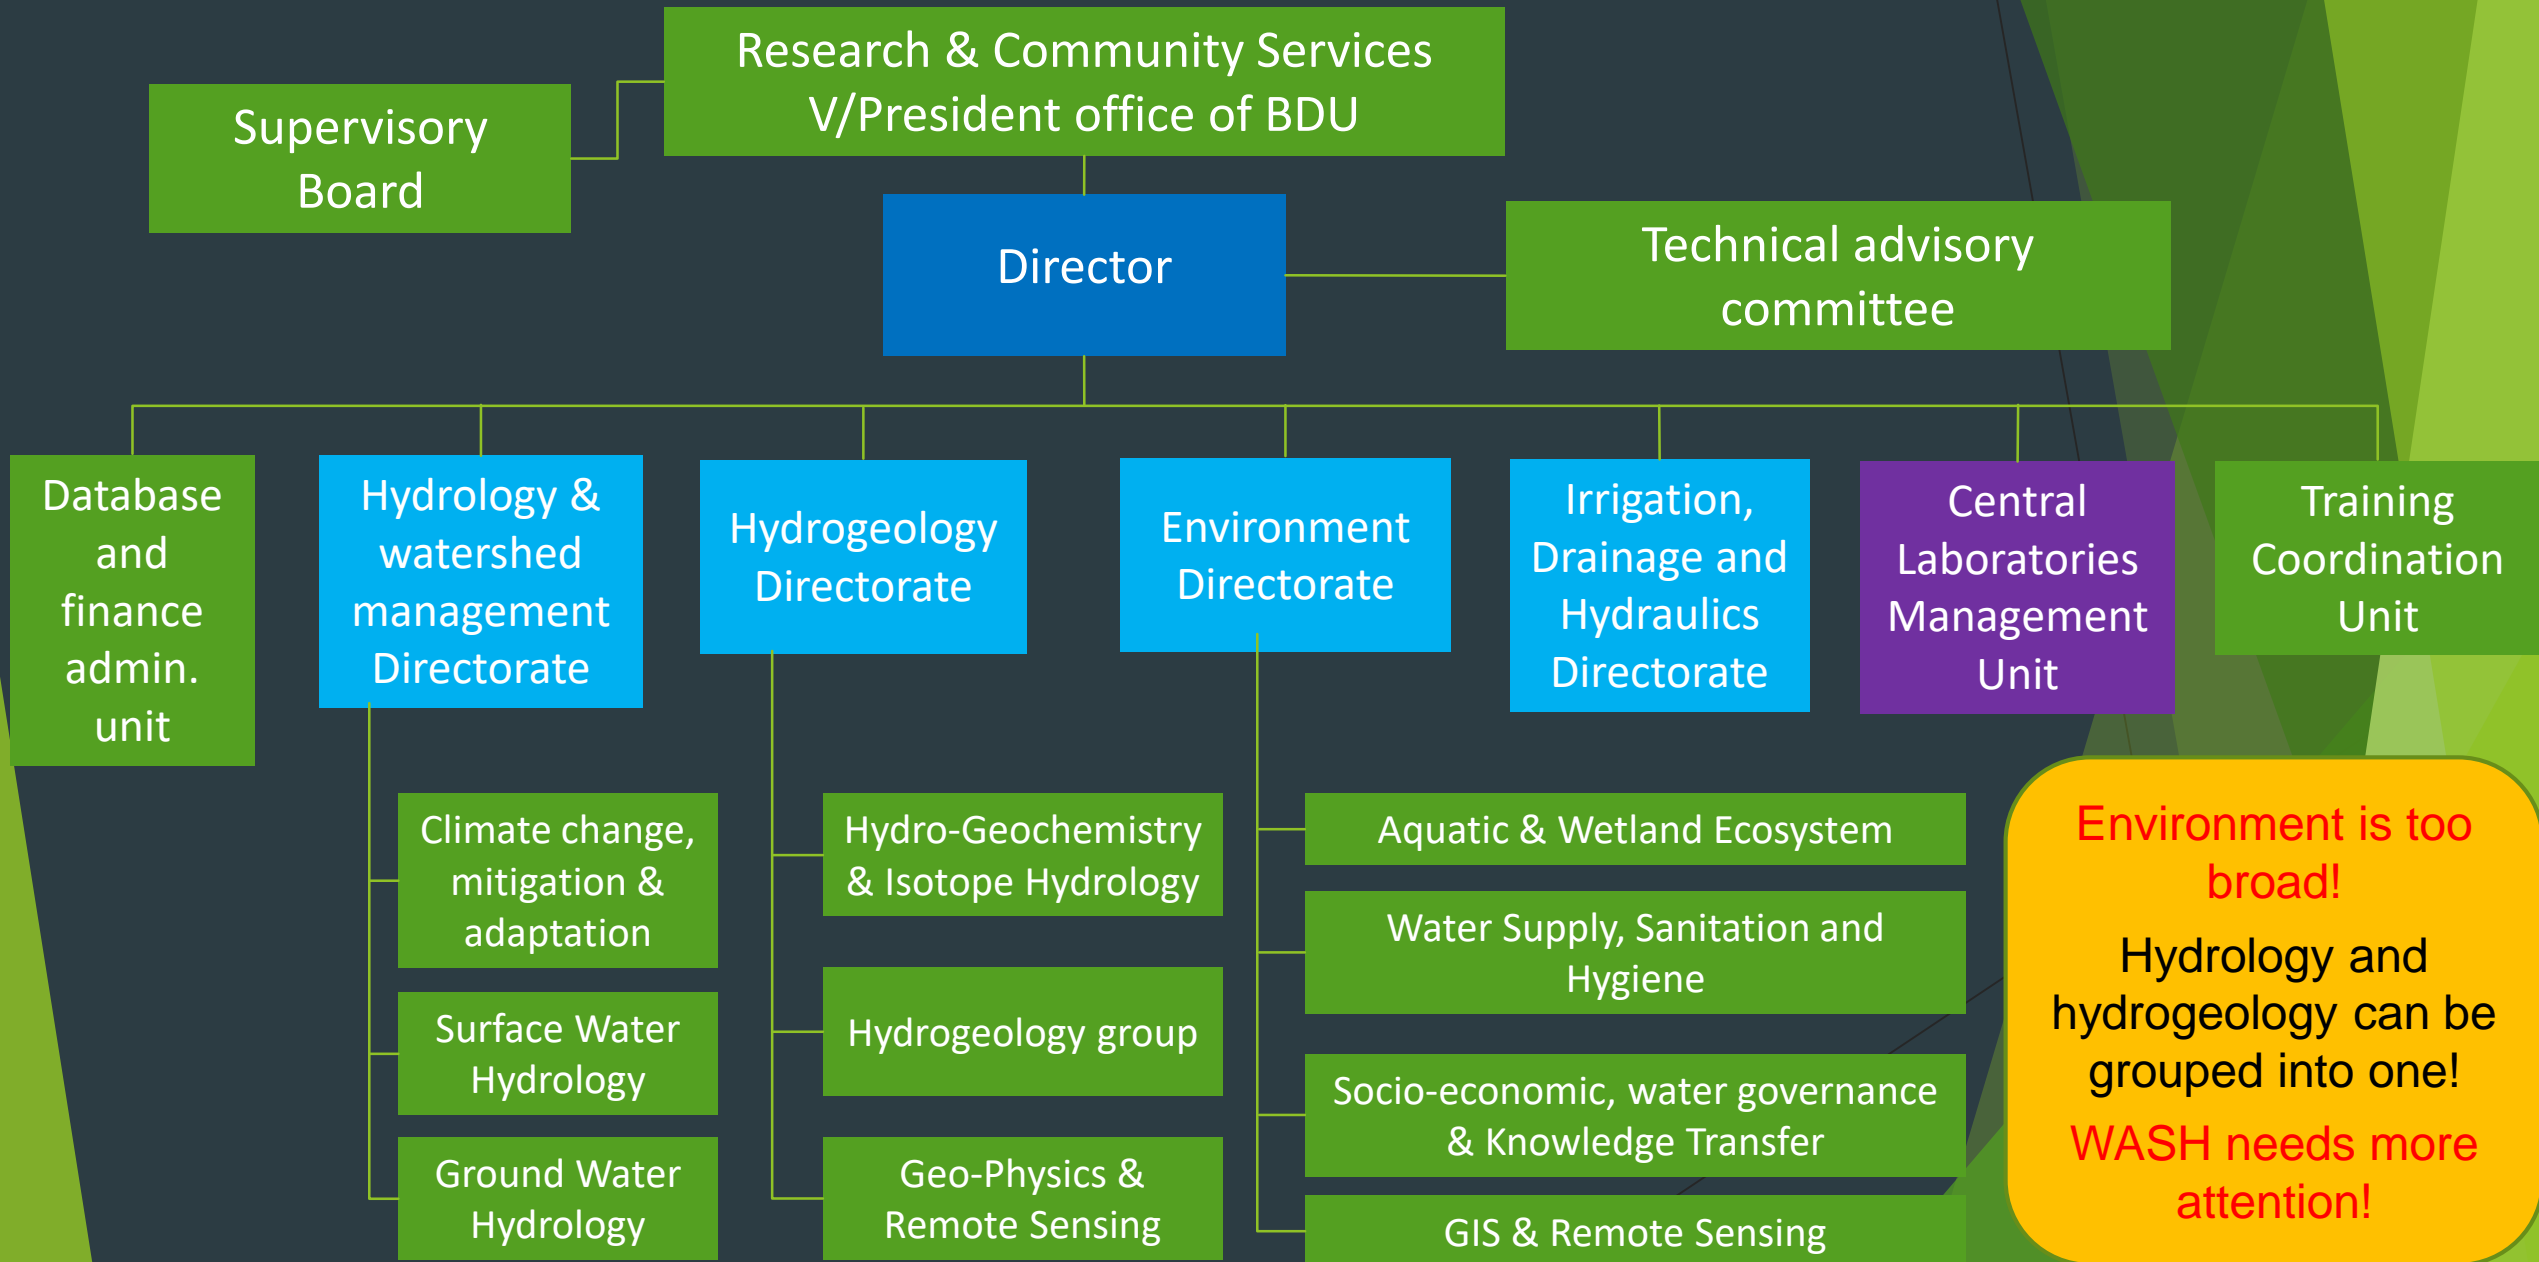 Research & Community Services
V/President office of BDU
Supervisory
Board
Director
Technical advisory
committee
Database
and
finance
admin.
unit
Hydrology &
watershed
management
Directorate
Hydrogeology
Directorate
Environment
Directorate
Irrigation,
Drainage and
Hydraulics
Directorate
Central
Laboratories
Management
Unit
Training
Coordination
Unit
Climate change,
mitigation &
adaptation
Surface Water
Hydrology
Ground Water
Hydrology
Hydro-Geochemistry
& Isotope Hydrology
Hydrogeology group
Geo-Physics &
Remote Sensing
Aquatic & Wetland Ecosystem
Water Supply, Sanitation and
Hygiene
Socio-economic, water governance
& Knowledge Transfer
GIS & Remote Sensing
Environment is too
broad!
Hydrology and
hydrogeology can be
grouped into one!
WASH needs more
attention!